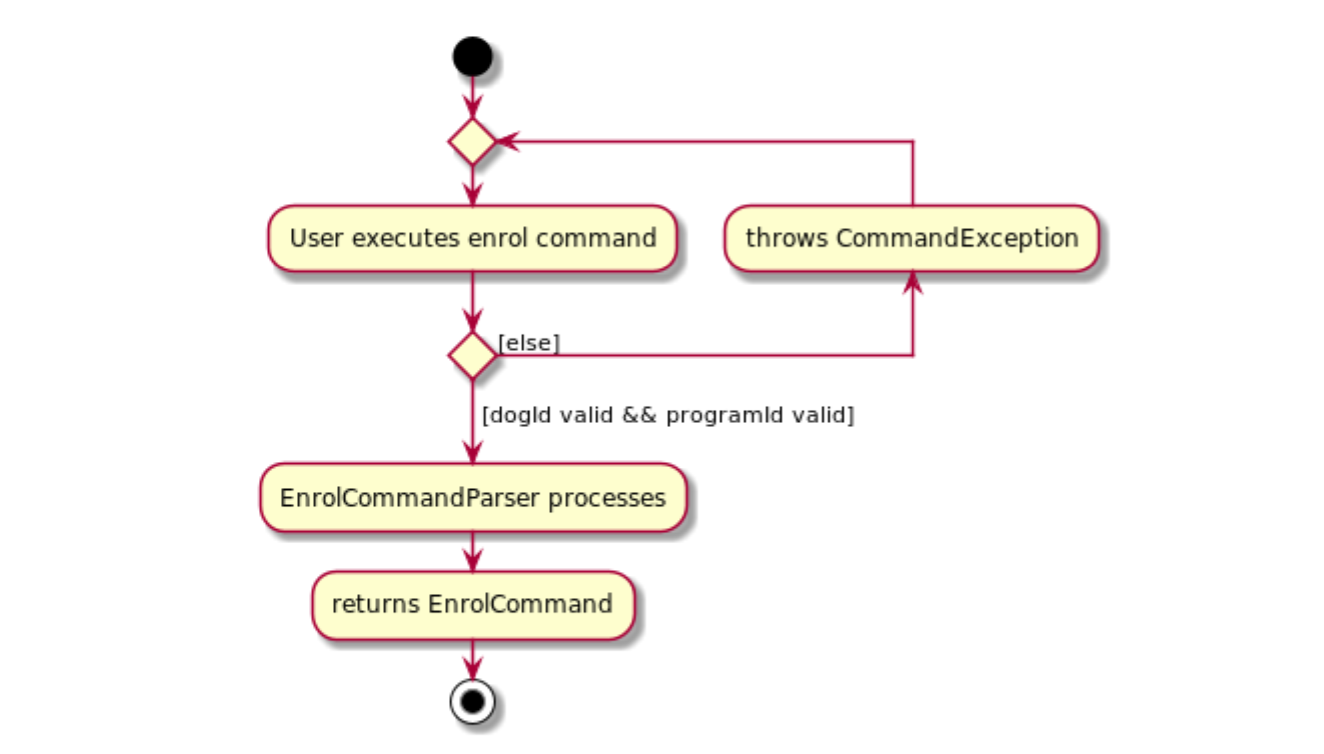 User executes enrol command
throws CommandException
[else]
[dogId valid && programId valid]
EnrolCommandParser processes
returns EnrolCommand